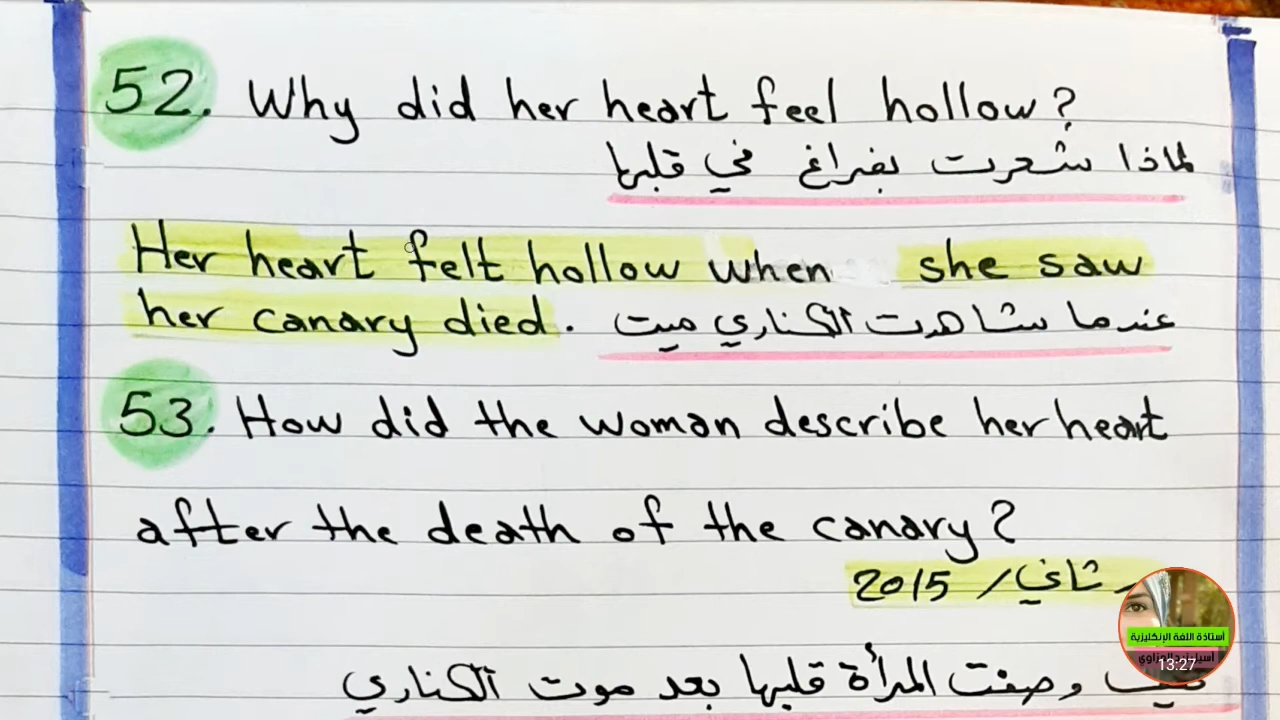 52. Why did her heart feel hollow?
لماذا شعرت بفراغ في قلبها
Her heart felt hollow when she saw
her canary died. عندما شاهدت الكناري ميت
53. How did the woman describe her heart
after the death of the canary?
ثاني / 2015
أستاذة اللغة الإنكليزية
13:27
وصفت المرأة قلبها بعد موت الكناري